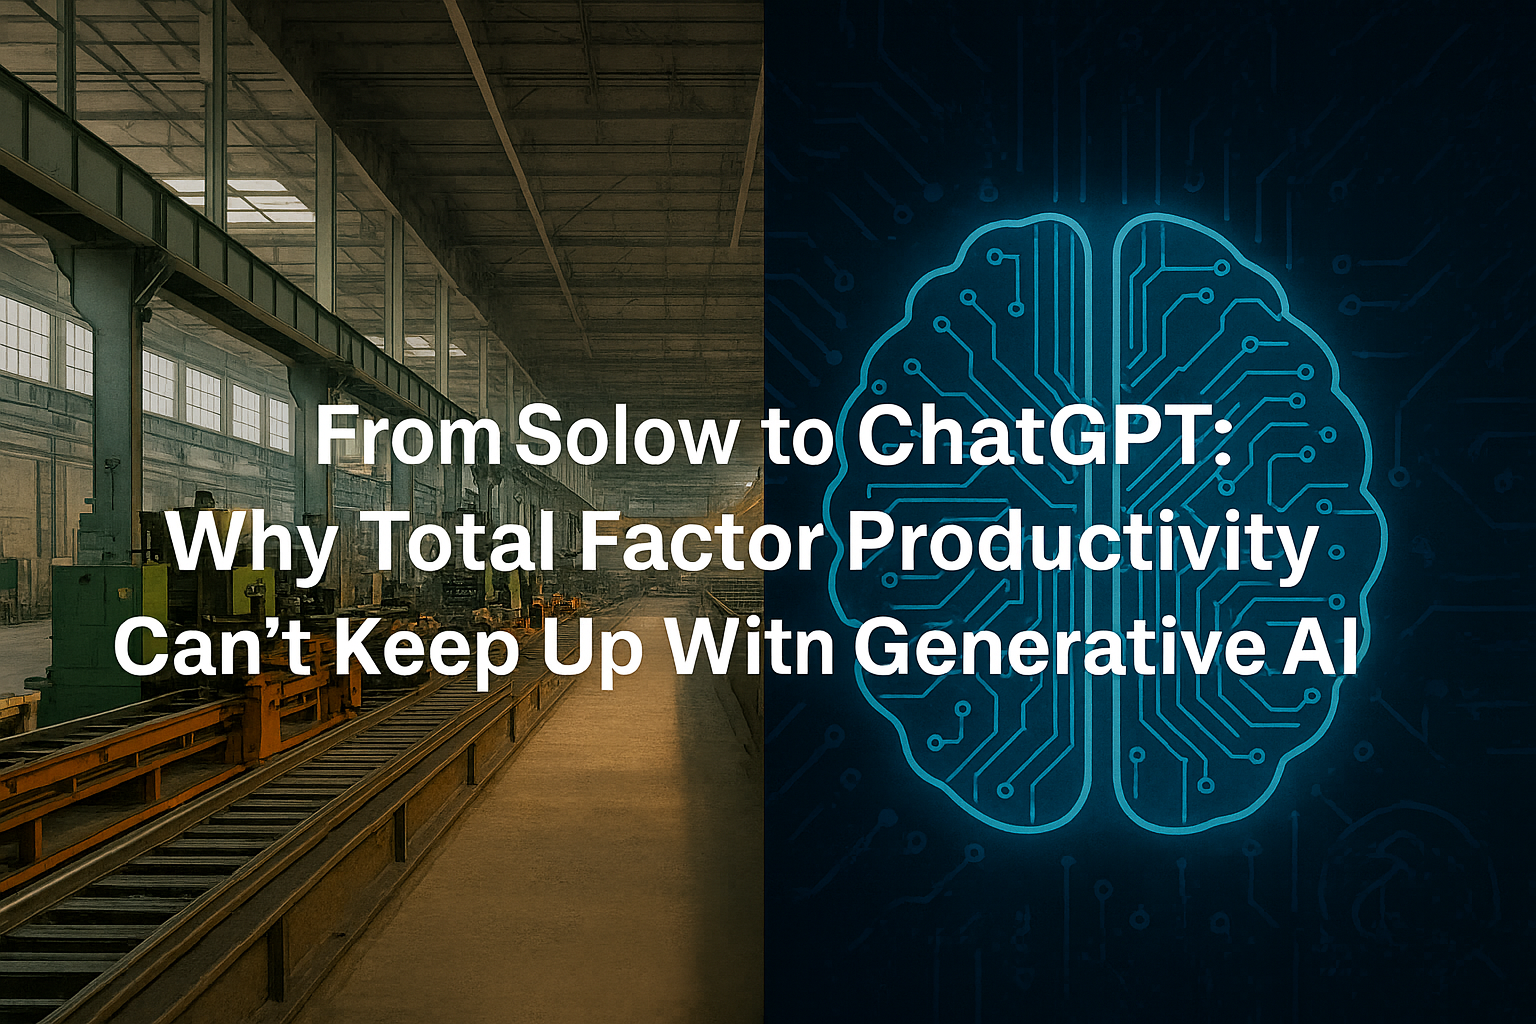 From Solow to ChatGPT:
Why Total Factor Productivity
Can’t Keep Up Witn Generative AI